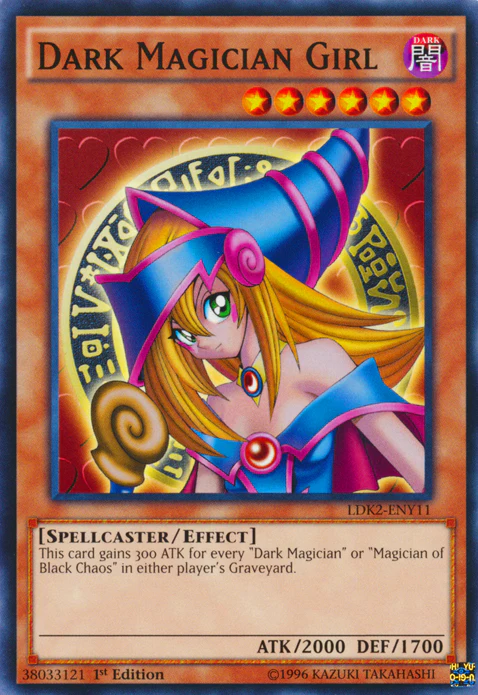 DARK MAGICIAN GIRL
DARK
闇
LDK2-ENY11
[SPELLCASTER/EFFECT]
This card gains 300 ATK for every "Dark Magician" or "Magician of
Black Chaos" in either player's Graveyard.
ATK/2000 DEF/1700
38033121 1st Edition
©1996 KAZUKI TAKAHASHI